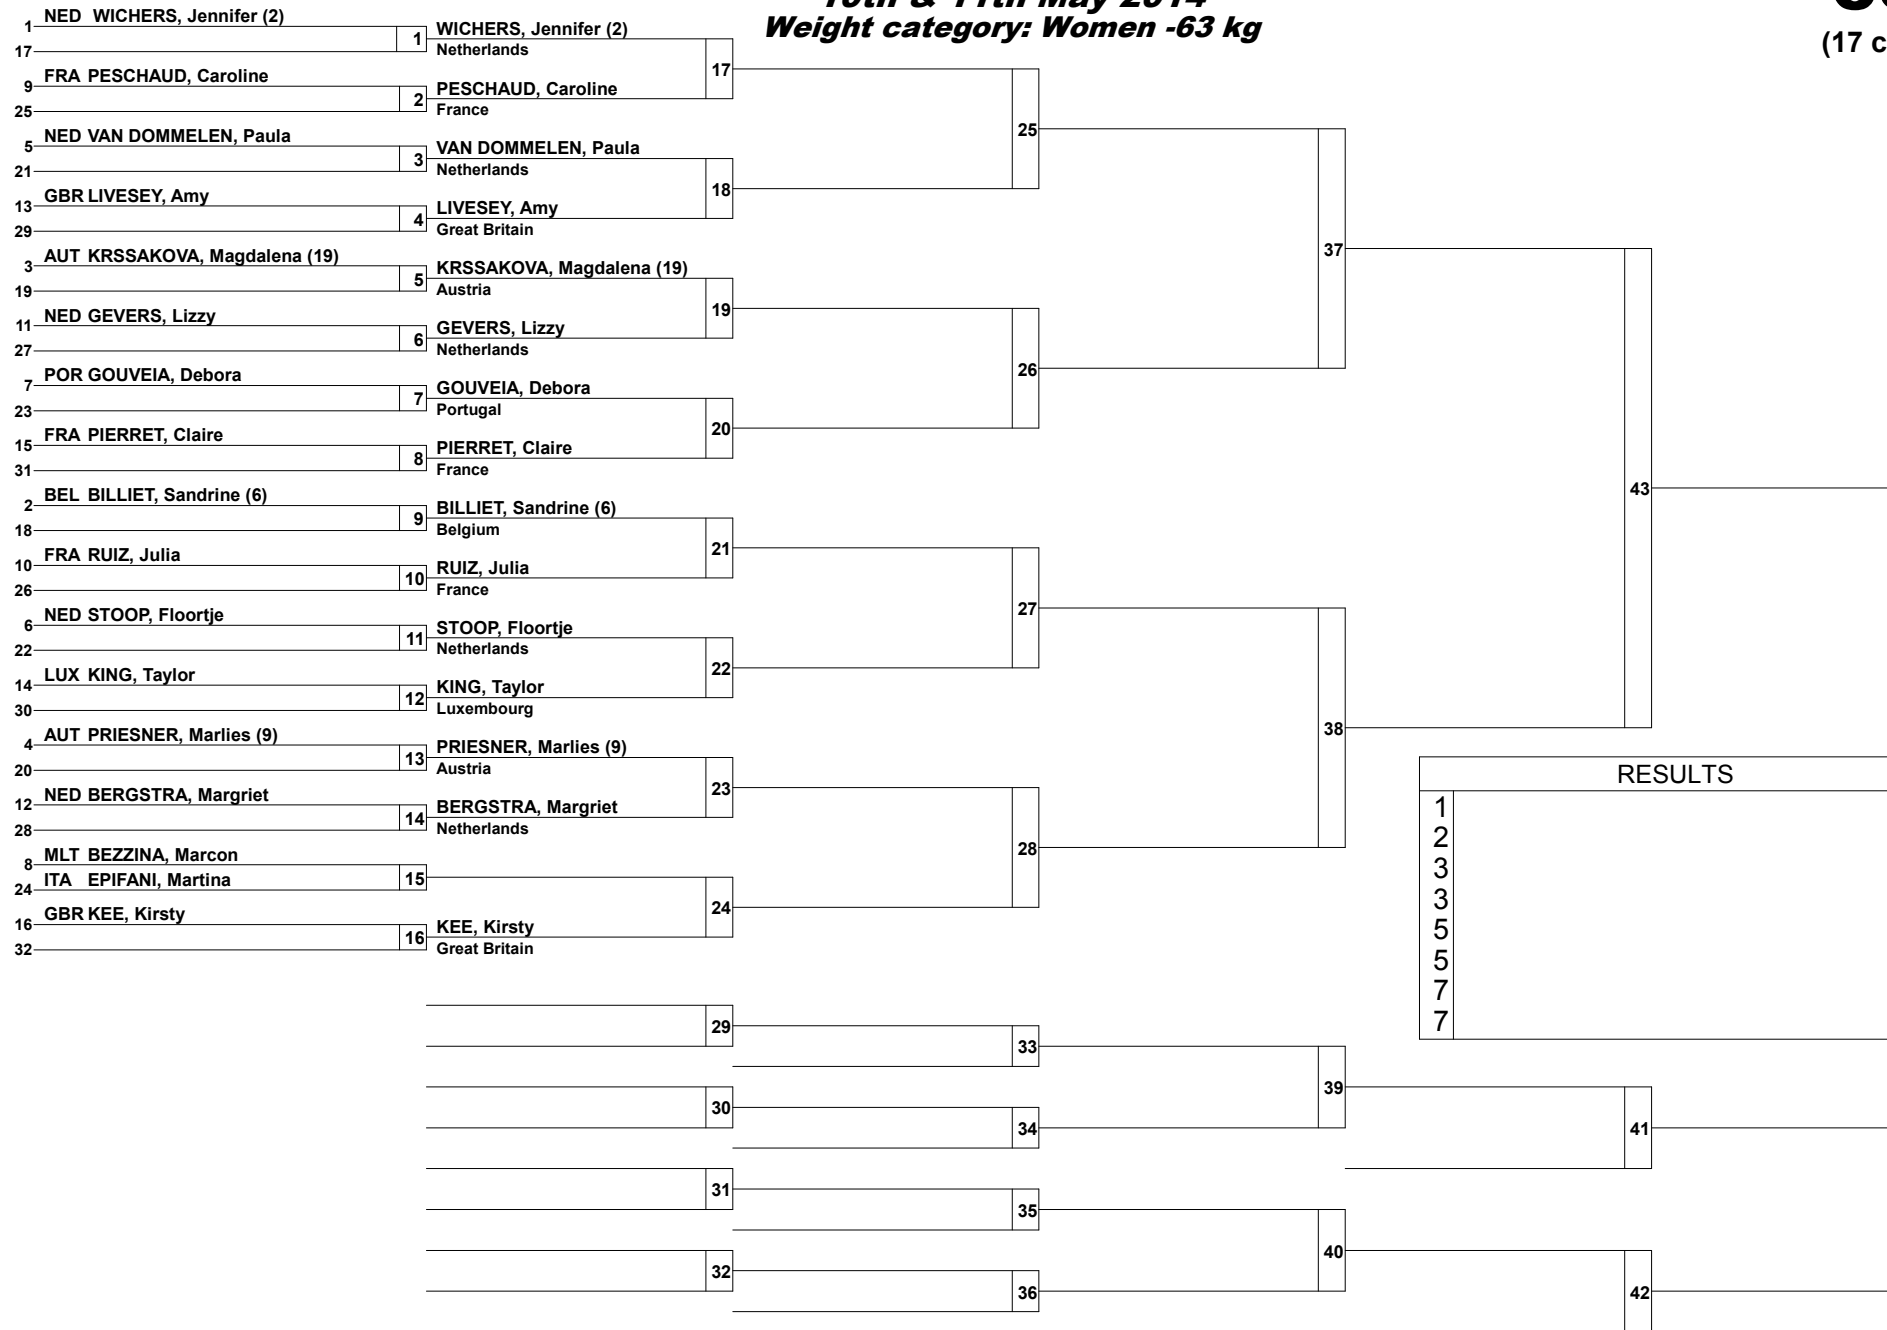 10th & 11th May 2014
Weight category: Women -63 kg
(17 c
1 NED WICHERS, Jennifer (2)
17
1 WICHERS, Jennifer (2)
Netherlands
9 FRA PESCHAUD, Caroline
25
2 PESCHAUD, Caroline
France
17
5 NED VAN DOMMELEN, Paula
21
3 VAN DOMMELEN, Paula
Netherlands
13 GBR LIVESEY, Amy
29
4 LIVESEY, Amy
Great Britain
18
25
3 AUT KRSSAKOVA, Magdalena (19)
19
5 KRSSAKOVA, Magdalena (19)
Austria
11 NED GEVERS, Lizzy
27
6 GEVERS, Lizzy
Netherlands
19
7 POR GOUVEIA, Debora
23
7 GOUVEIA, Debora
Portugal
15 FRA PIERRET, Claire
31
8 PIERRET, Claire
France
20
26
37
2 BEL BILLIET, Sandrine (6)
18
9 BILLIET, Sandrine (6)
Belgium
10 FRA RUIZ, Julia
26
10 RUIZ, Julia
France
21
6 NED STOOP, Floortje
22
11 STOOP, Floortje
Netherlands
14 LUX KING, Taylor
30
12 KING, Taylor
Luxembourg
22
27
4 AUT PRIESNER, Marlies (9)
20
13 PRIESNER, Marlies (9)
Austria
12 NED BERGSTRA, Margriet
28
14 BERGSTRA, Margriet
Netherlands
23
8 MLT BEZZINA, Marcon
24 ITA EPIFANI, Martina
15
16 GBR KEE, Kirsty
32
16 KEE, Kirsty
Great Britain
24
28
38
43
RESULTS
1
2
3
3
5
5
7
7
29
33
30
34
39
41
31
35
32
36
40
42